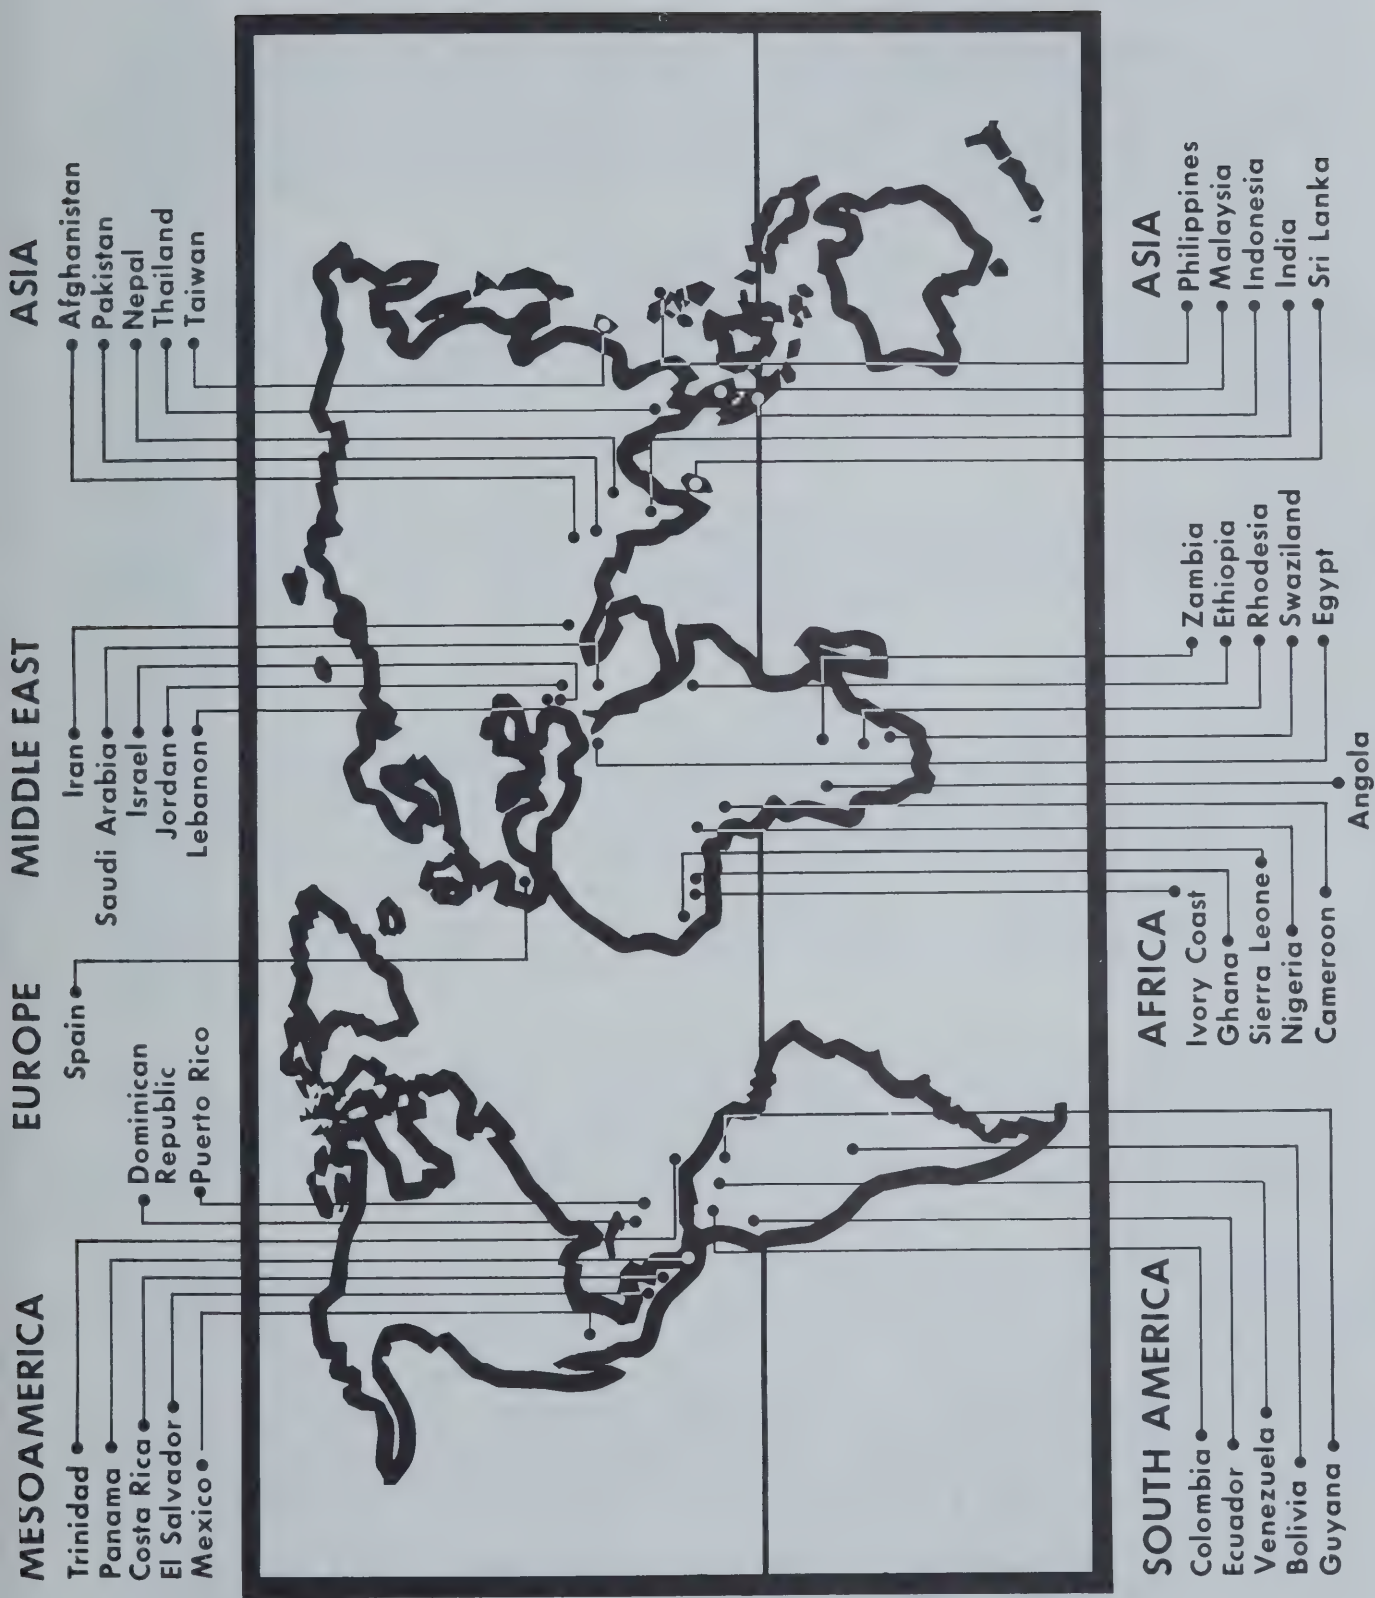 MESOAMERICA
Trinidad
Panama
Costa Rica
El Salvador
Mexico
Dominican
Republic
Puerto Rico
EUROPE
Spain
MIDDLE EAST
Iran
Saudi Arabia
Israel
Jordan
Lebanon
ASIA
Afghanistan
Pakistan
Nepal
Thailand
Taiwan
SOUTH AMERICA
Colombia
Ecuador
Venezuela
Bolivia
Guyana
AFRICA
Ivory Coast
Ghana
Sierra Leone
Nigeria
Cameroon
Angola
Zambia
Ethiopia
Rhodesia
Swaziland
Egypt
ASIA
Philippines
Malaysia
Indonesia
India
Sri Lanka